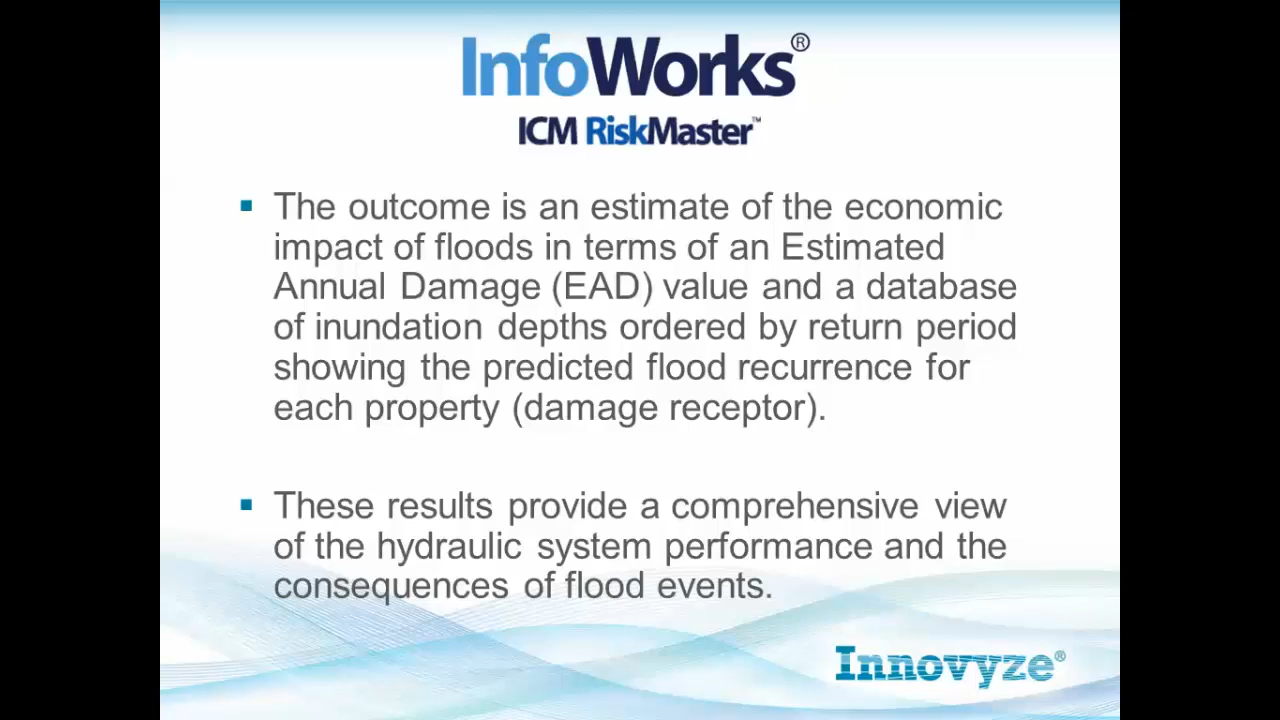 InfoWorks®
ICM RiskMaster™
▪ The outcome is an estimate of the economic
impact of floods in terms of an Estimated
Annual Damage (EAD) value and a database
of inundation depths ordered by return period
showing the predicted flood recurrence for
each property (damage receptor).
▪ These results provide a comprehensive view
of the hydraulic system performance and the
consequences of flood events.
Innovyze®